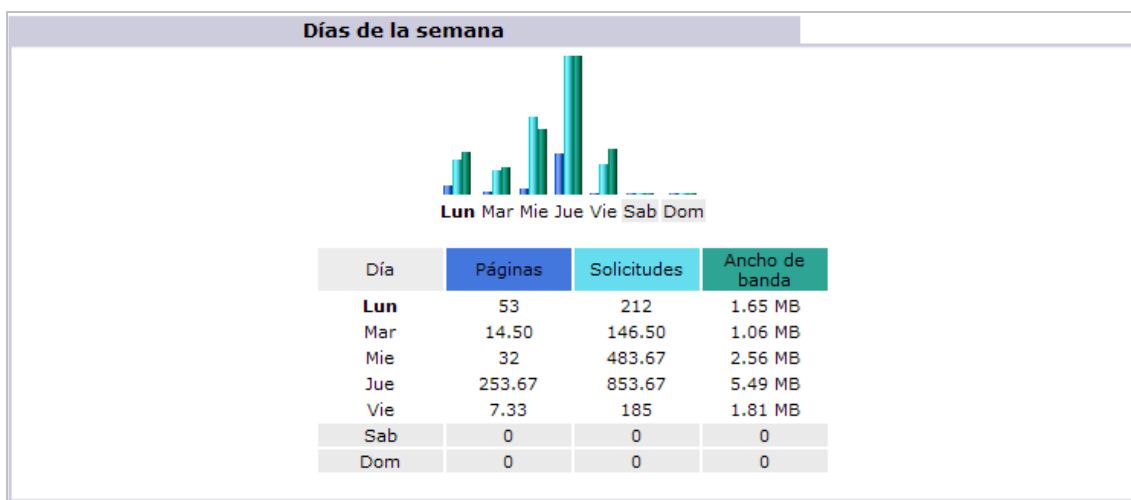 Días de la semana
Lun Mar Mie Jue Vie Sab Dom
Día Páginas Solicitudes Ancho de banda
Lun 53 212 1.65 MB
Mar 14.50 146.50 1.06 MB
Mie 32 483.67 2.56 MB
Jue 253.67 853.67 5.49 MB
Vie 7.33 185 1.81 MB
Sab 0 0 0
Dom 0 0 0